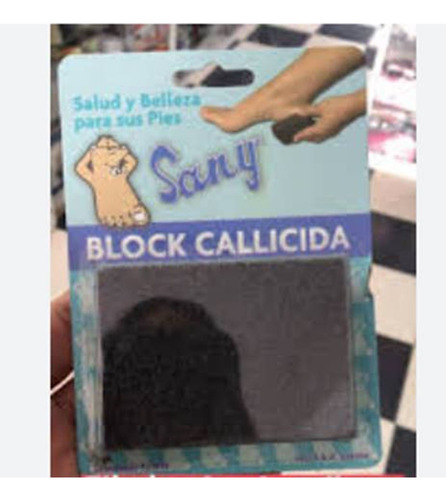 Salud y Belleza
para sus Pies
Sany
BLOCK CALLICIDA